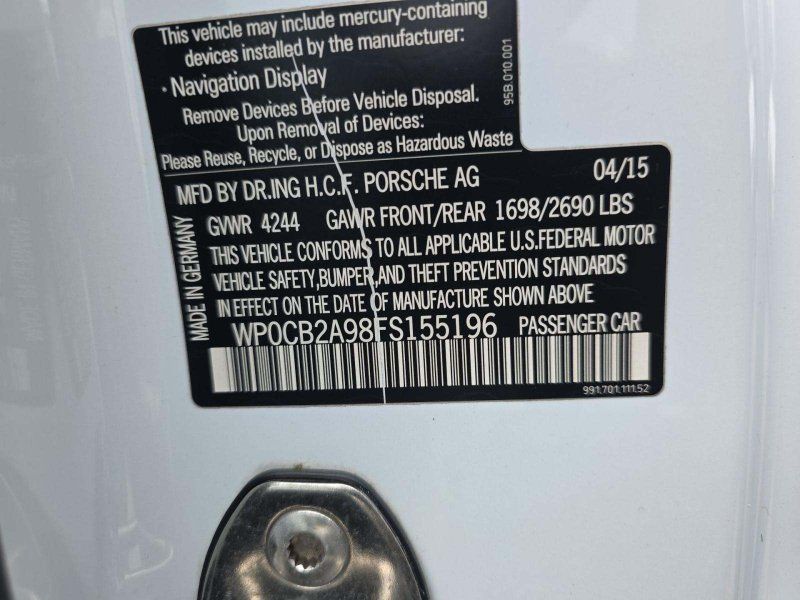 This vehicle may include mercury-containing
devices installed by the manufacturer:
· Navigation Display
Remove Devices Before Vehicle Disposal.
Upon Removal of Devices:
Please Reuse, Recycle, or Dispose as Hazardous Waste
95B.010.001
MFD BY DR.ING H.C.F. PORSCHE AG 04/15
GVWR 4244 GAWR FRONT/REAR 1698/2690 LBS
THIS VEHICLE CONFORMS TO ALL APPLICABLE U.S.FEDERAL MOTOR
VEHICLE SAFETY,BUMPER,AND THEFT PREVENTION STANDARDS
IN EFFECT ON THE DATE OF MANUFACTURE SHOWN ABOVE
WP0CB2A98FS155196 PASSENGER CAR
MADE IN GERMANY
991.701.111.52